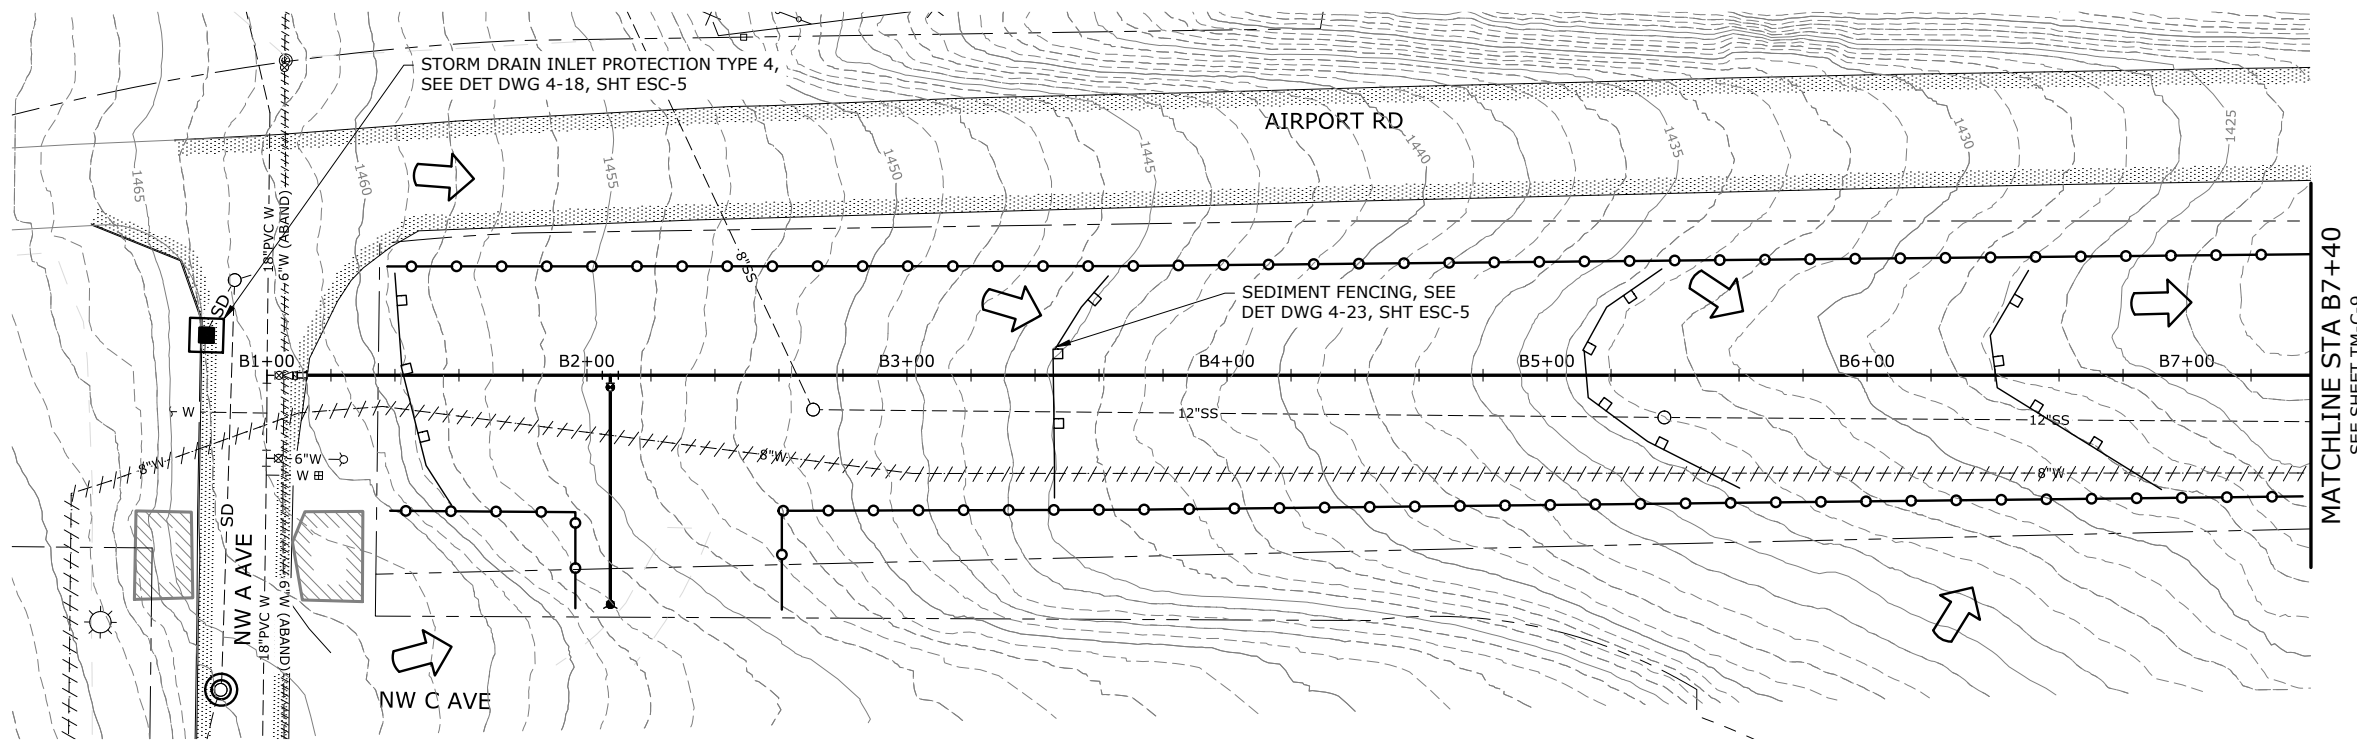 STORM DRAIN INLET PROTECTION TYPE 4,
SEE DET DWG 4-18, SHT ESC-5
AIRPORT RD
1465
1460
1455
1450
1445
1440
1435
1430
1425
18"PVC W
6"W (ABAND)
SD
8"SS
SEDIMENT FENCING, SEE
DET DWG 4-23, SHT ESC-5
B1+00
B2+00
B3+00
B4+00
B5+00
B6+00
B7+00
MATCHLINE STA B7+40
SEE SHEET TM-C-9
W
12"SS
12"SS
8"W
6"W
W
8"W
8"W
SD
NW A AVE
18"PVC W
6"W (ABAND)
NW C AVE